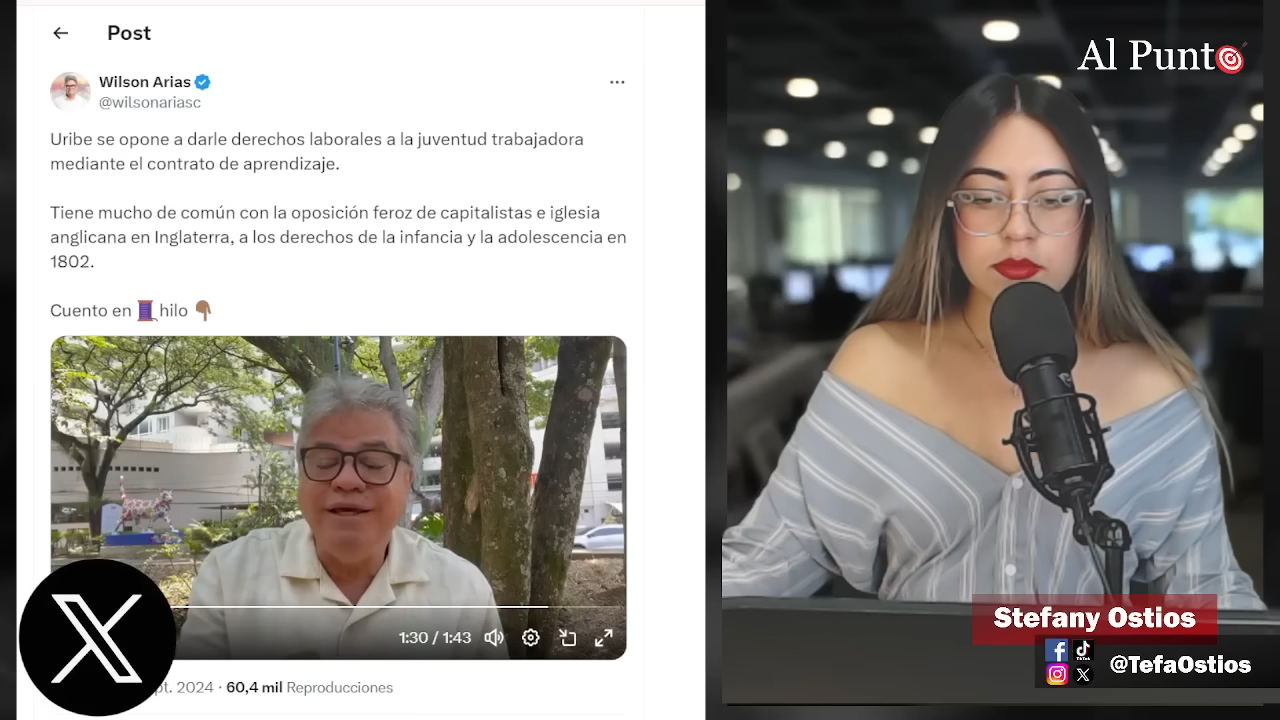 Post
Wilson Arias
@wilsonariasc
Uribe se opone a darle derechos laborales a la juventud trabajadora
mediante el contrato de aprendizaje.
Tiene mucho de común con la oposición feroz de capitalistas e iglesia
anglicana en Inglaterra, a los derechos de la infancia y la adolescencia en
1802.
Cuento en hilo
1:30 / 1:43
pt. 2024 · 60,4 mil Reproducciones
Al Punto
Stefany Ostios
@TefaOstios